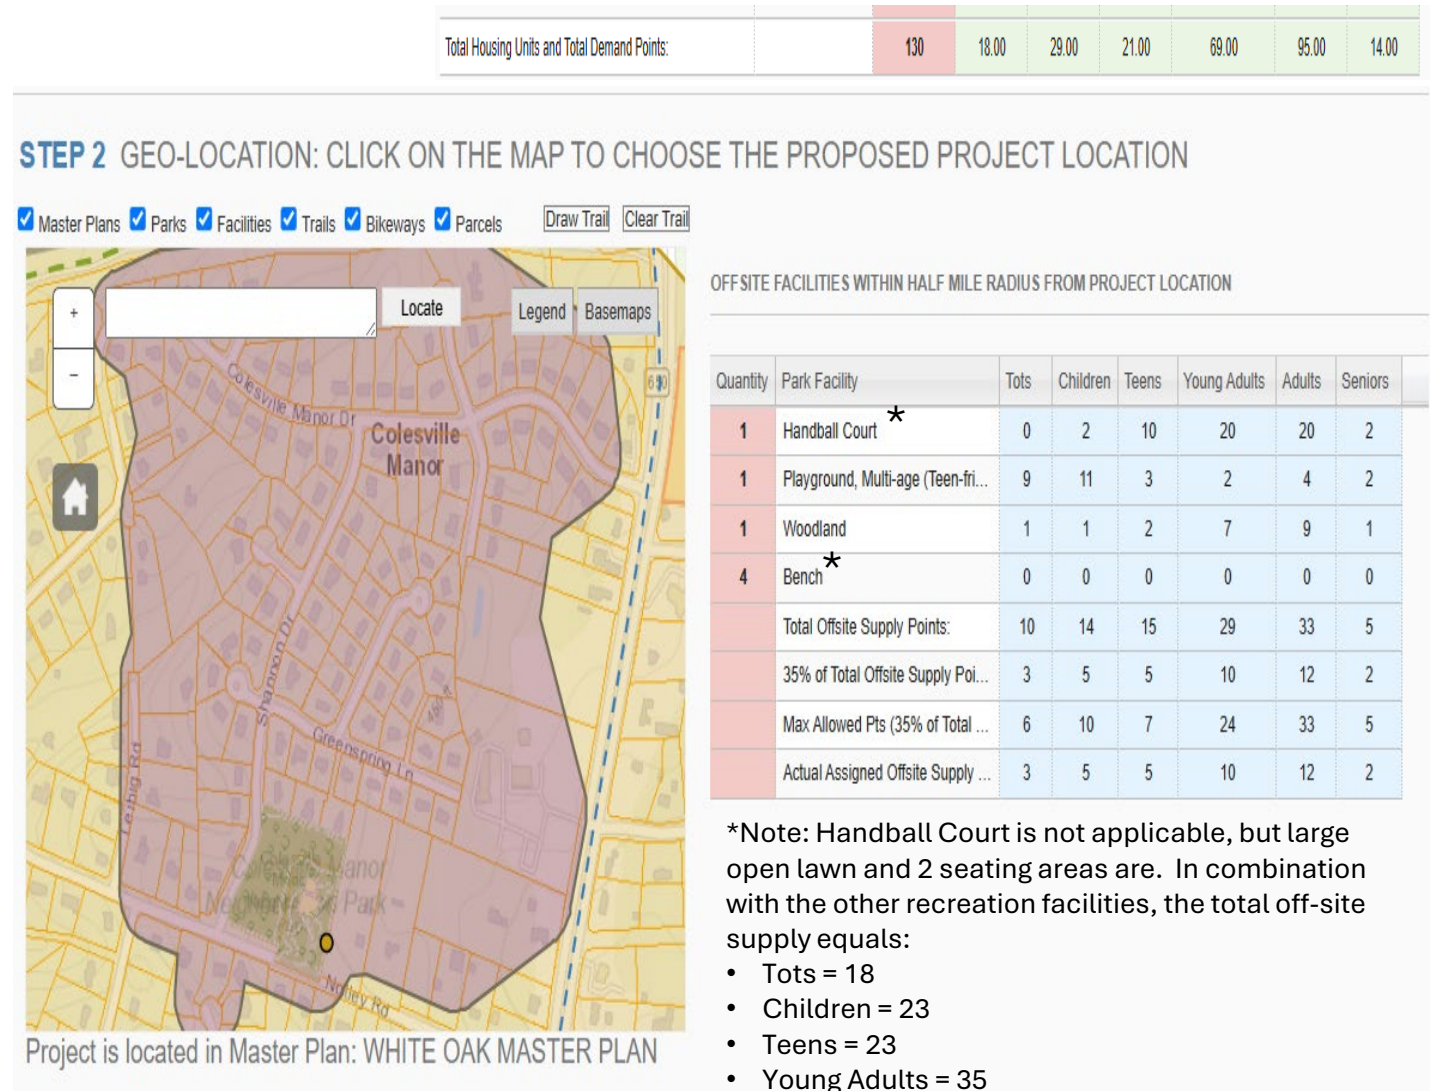 Total Housing Units and Total Demand Points: 130 18.00 29.00 21.00 69.00 95.00 14.00
STEP 2 GEO-LOCATION: CLICK ON THE MAP TO CHOOSE THE PROPOSED PROJECT LOCATION
Master Plans Parks Facilities Trails Bikeways Parcels Draw Trail Clear Trail
+
Locate
Legend
Basemaps
−
650
Colesville Manor Dr
Colesville
Manor
Shannon Dr
Greenspring Ln
Leibig Rd
Manor
Park
Notley Rd
Project is located in Master Plan: WHITE OAK MASTER PLAN
OFFSITE FACILITIES WITHIN HALF MILE RADIUS FROM PROJECT LOCATION
Quantity Park Facility Tots Children Teens Young Adults Adults Seniors
1 Handball Court * 0 2 10 20 20 2
1 Playground, Multi-age (Teen-fri... 9 11 3 2 4 2
1 Woodland 1 1 2 7 9 1
4 Bench * 0 0 0 0 0 0
Total Offsite Supply Points: 10 14 15 29 33 5
35% of Total Offsite Supply Poi... 3 5 5 10 12 2
Max Allowed Pts (35% of Total ... 6 10 7 24 33 5
Actual Assigned Offsite Supply ... 3 5 5 10 12 2
*Note: Handball Court is not applicable, but large
open lawn and 2 seating areas are. In combination
with the other recreation facilities, the total off-site
supply equals:
• Tots = 18
• Children = 23
• Teens = 23
• Young Adults = 35